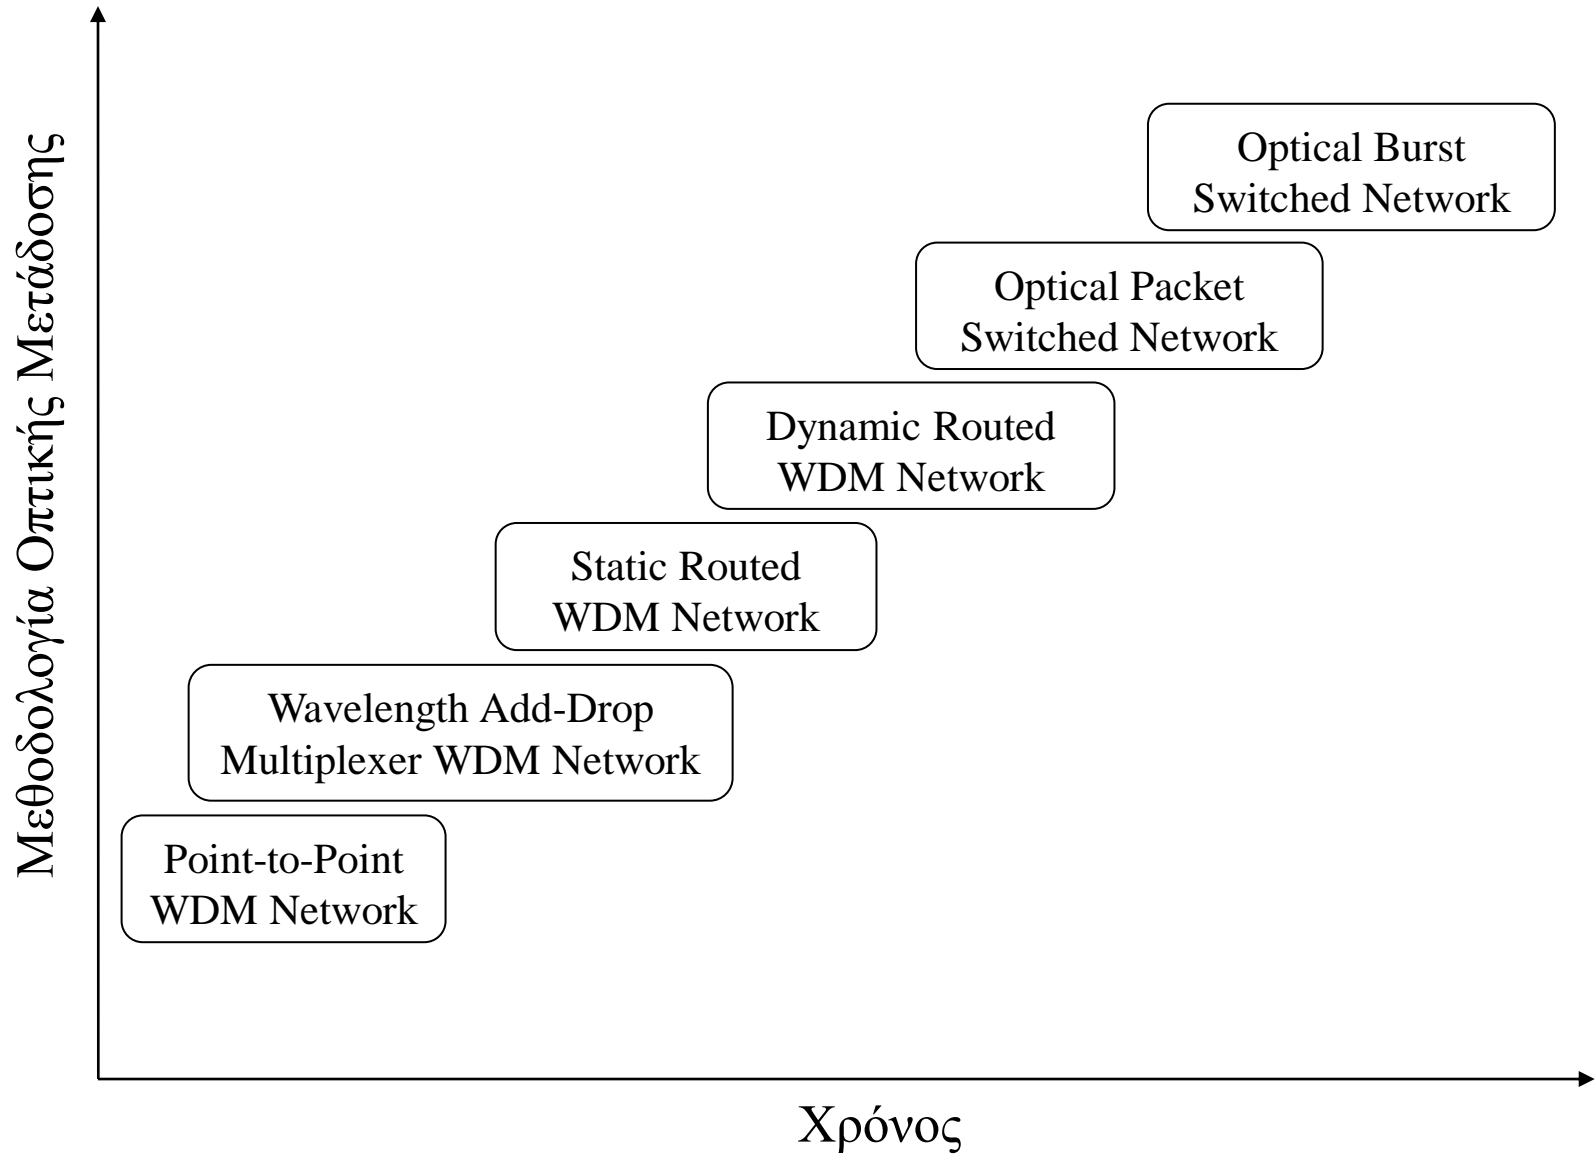 Μεθοδολογία Οπτικής Μετάδοσης
Optical Burst
Switched Network
Optical Packet
Switched Network
Dynamic Routed
WDM Network
Static Routed
WDM Network
Wavelength Add-Drop
Multiplexer WDM Network
Point-to-Point
WDM Network
Χρόνος